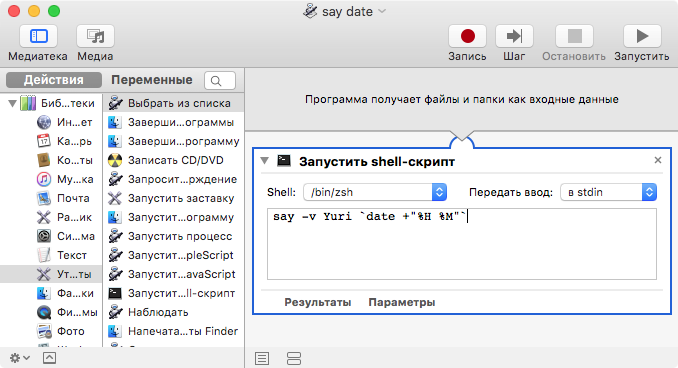 say date
Медиатека
Медиа
Запись
Шаг
Остановить
Запустить
Действия
Переменные
Биб...теки
Ин...ет
Ка...рь
Ко...ты
Му...ка
Почта
Ра...ик
Си...ма
Текст
Ут...ты
Фа...ки
Фи...мы
Фото
Выбрать из списка
Заверши...ограммы
Заверши...рограмму
Записать CD/DVD
Запросит...рждение
Запустить заставку
Запустит...ограмму
Запустить процесс
Запустит...pleScript
Запустит...avaScript
Запустит...ll-скрипт
Наблюдать
Напечата...ты Finder
Программа получает файлы и папки как входные данные
Запустить shell-скрипт
Shell: /bin/zsh
Передать ввод: в stdin
say -v Yuri `date +"%H %M"`
Результаты
Параметры